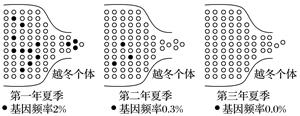 越冬个体 越冬个体 越冬个体
第一年夏季 第二年夏季 第三年夏季
●基因频率2% ●基因频率0.3% ●基因频率0.0%